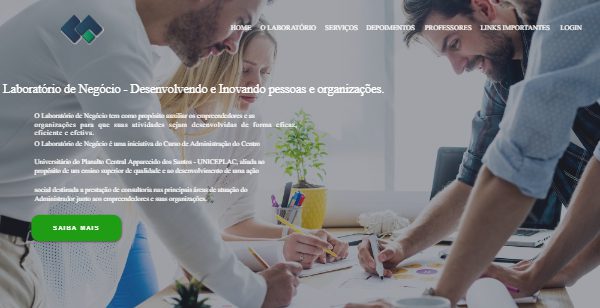 HOME O LABORATÓRIO SERVIÇOS DEPOIMENTOS PROFESSORES LINKS IMPORTANTES LOGIN
Laboratório de Negócio - Desenvolvendo e Inovando pessoas e organizações.
O Laboratório de Negócio tem como propósito auxiliar os empreendedores e as
organizações para que suas atividades sejam desenvolvidas de forma eficaz,
eficiente e efetiva.
O Laboratório de Negócio é uma iniciativa do Curso de Administração do Centro
Universitário do Planalto Central Apparecido dos Santos - UNICEPLAC, aliada ao
propósito de um ensino superior de qualidade e ao desenvolvimento de uma ação
social destinada a prestação de consultoria nas principais áreas de atuação do
Administrador junto aos empreendedores e suas organizações.
SAIBA MAIS